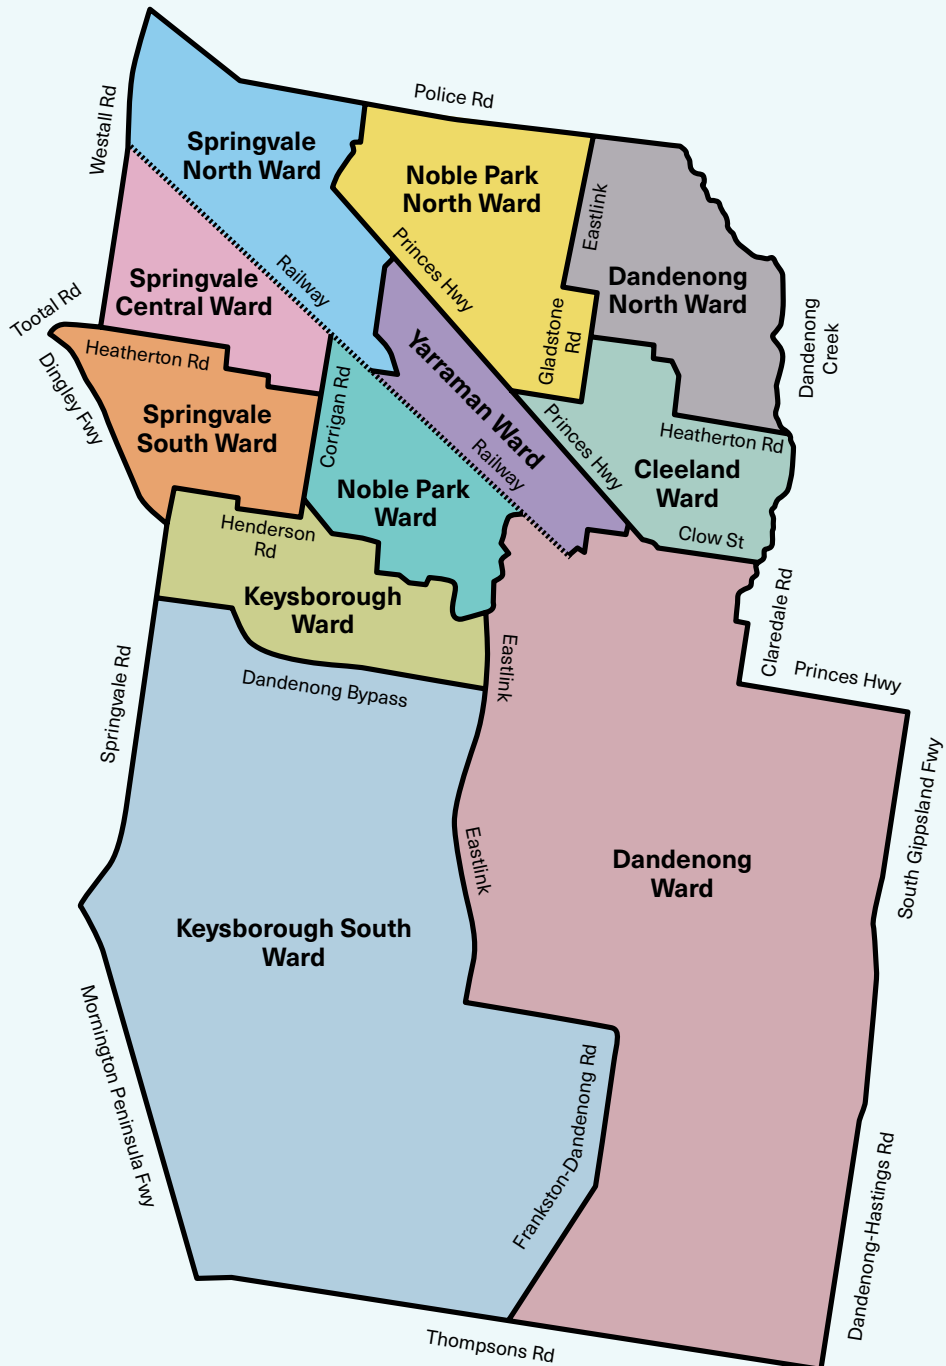 Police Rd
Westall Rd
Springvale
North Ward
Noble Park
North Ward
Eastlink
Princes Hwy
Railway
Springvale
Central Ward
Dandenong
North Ward
Tootal Rd
Gladstone
Rd
Dandenong
Creek
Heatherton Rd
Dingley Fwy
Yarraman Ward
Springvale
South Ward
Corrigan Rd
Princes Hwy
Heatherton Rd
Railway
Cleeland
Ward
Noble Park
Ward
Henderson
Rd
Clow St
Keysborough
Ward
Claredale Rd
Eastlink
Princes Hwy
Springvale Rd
Dandenong Bypass
South Gippsland Fwy
Eastlink
Dandenong
Ward
Keysborough South
Ward
Mornington Peninsula Fwy
Frankston-Dandenong Rd
Dandenong-Hastings Rd
Thompsons Rd